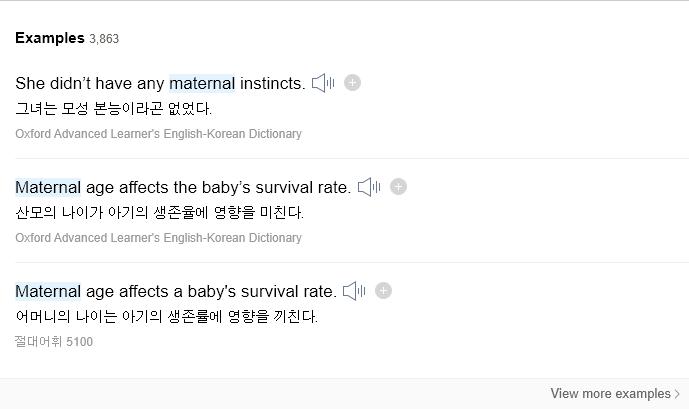 Examples 3,863
She didn’t have any maternal instincts.
그녀는 모성 본능이라곤 없었다.
Oxford Advanced Learner's English-Korean Dictionary
Maternal age affects the baby’s survival rate.
산모의 나이가 아기의 생존율에 영향을 미친다.
Oxford Advanced Learner's English-Korean Dictionary
Maternal age affects a baby's survival rate.
어머니의 나이는 아기의 생존률에 영향을 끼친다.
절대어휘 5100
View more examples